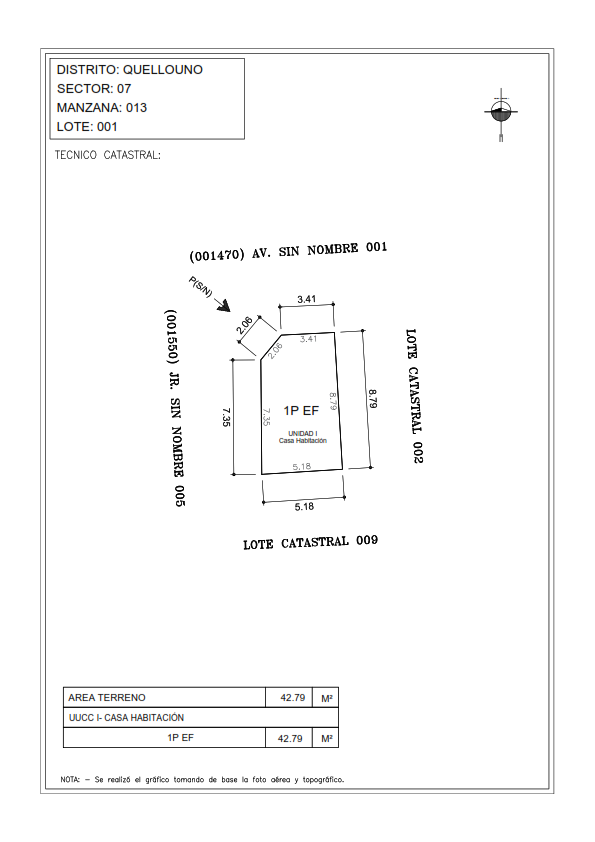 DISTRITO: QUELLOUNO
SECTOR: 07
MANZANA: 013
LOTE: 001
TECNICO CATASTRAL:
(001470) AV. SIN NOMBRE 001
P(S/N)
(001550) JR. SIN NOMBRE 005
2.06
3.41
3.41
2.06
7.35
7.35
8.79
8.79
LOTE CATASTRAL 002
1P EF
UNIDAD I
Casa Habitación
5.18
5.18
LOTE CATASTRAL 009
AREA TERRENO 42.79 M²
UUCC I- CASA HABITACIÓN
1P EF 42.79 M²
NOTA: - Se realizó el gráfico tomando de base la foto aérea y topográfico.